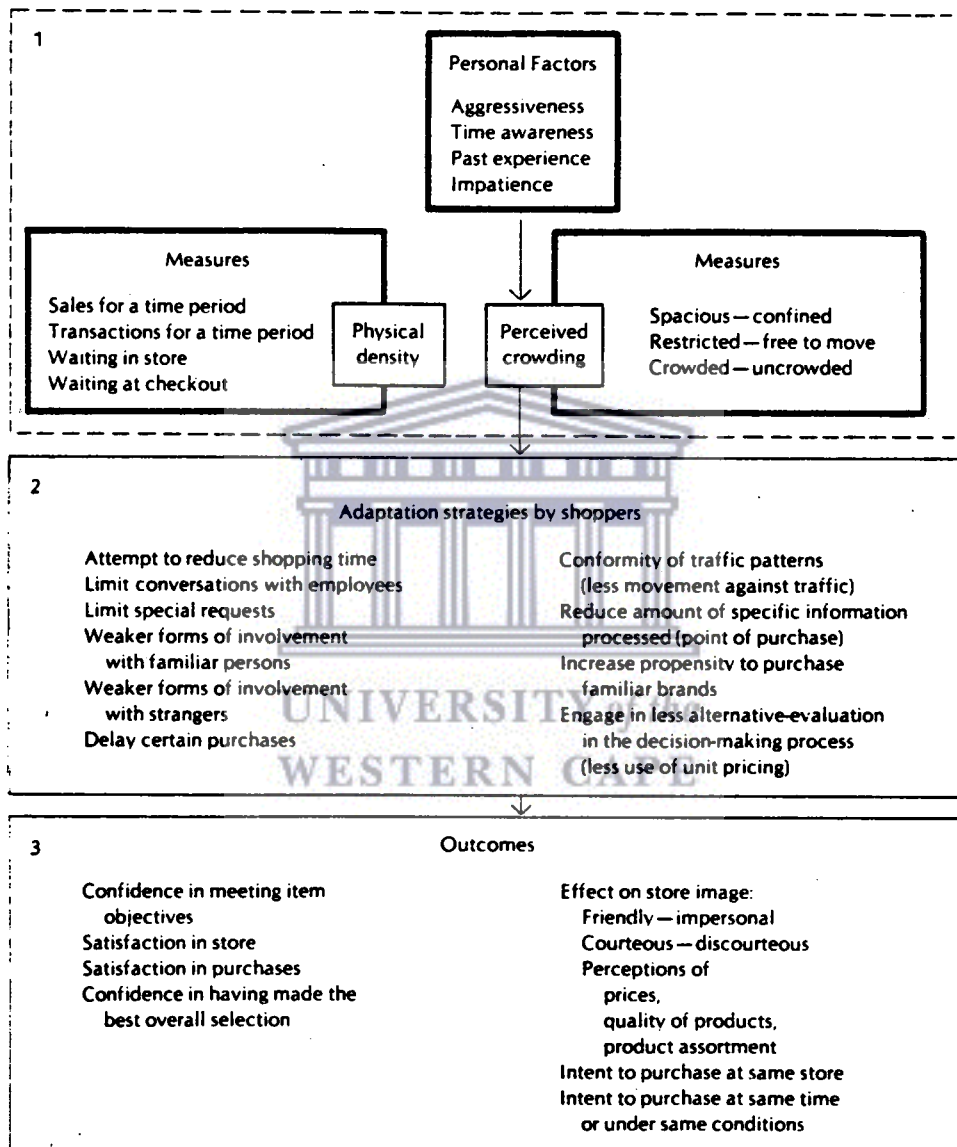 1
Personal Factors
Aggressiveness
Time awareness
Past experience
Impatience
Measures
Sales for a time period
Transactions for a time period
Waiting in store
Waiting at checkout
Physical
density
Perceived
crowding
Measures
Spacious — confined
Restricted — free to move
Crowded — uncrowded
2
Adaptation strategies by shoppers
Attempt to reduce shopping time
Limit conversations with employees
Limit special requests
Weaker forms of involvement
with familiar persons
Weaker forms of involvement
with strangers
Delay certain purchases
Conformity of traffic patterns
(less movement against traffic)
Reduce amount of specific information
processed (point of purchase)
Increase propensity to purchase
familiar brands
Engage in less alternative-evaluation
in the decision-making process
(less use of unit pricing)
UNIVERSITY of the
WESTERN CAPE
3
Outcomes
Confidence in meeting item
objectives
Satisfaction in store
Satisfaction in purchases
Confidence in having made the
best overall selection
Effect on store image:
Friendly — impersonal
Courteous — discourteous
Perceptions of
prices,
quality of products,
product assortment
Intent to purchase at same store
Intent to purchase at same time
or under same conditions